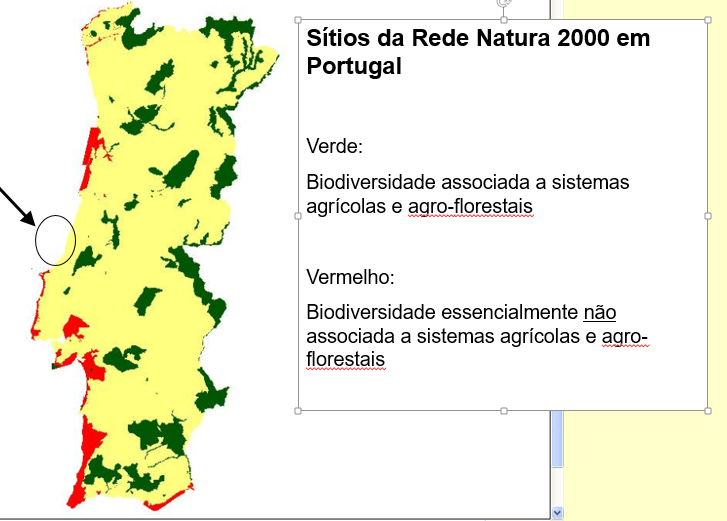 Sítios da Rede Natura 2000 em
Portugal
Verde:
Biodiversidade associada a sistemas
agrícolas e agro-florestais
Vermelho:
Biodiversidade essencialmente não
associada a sistemas agrícolas e agro-
florestais